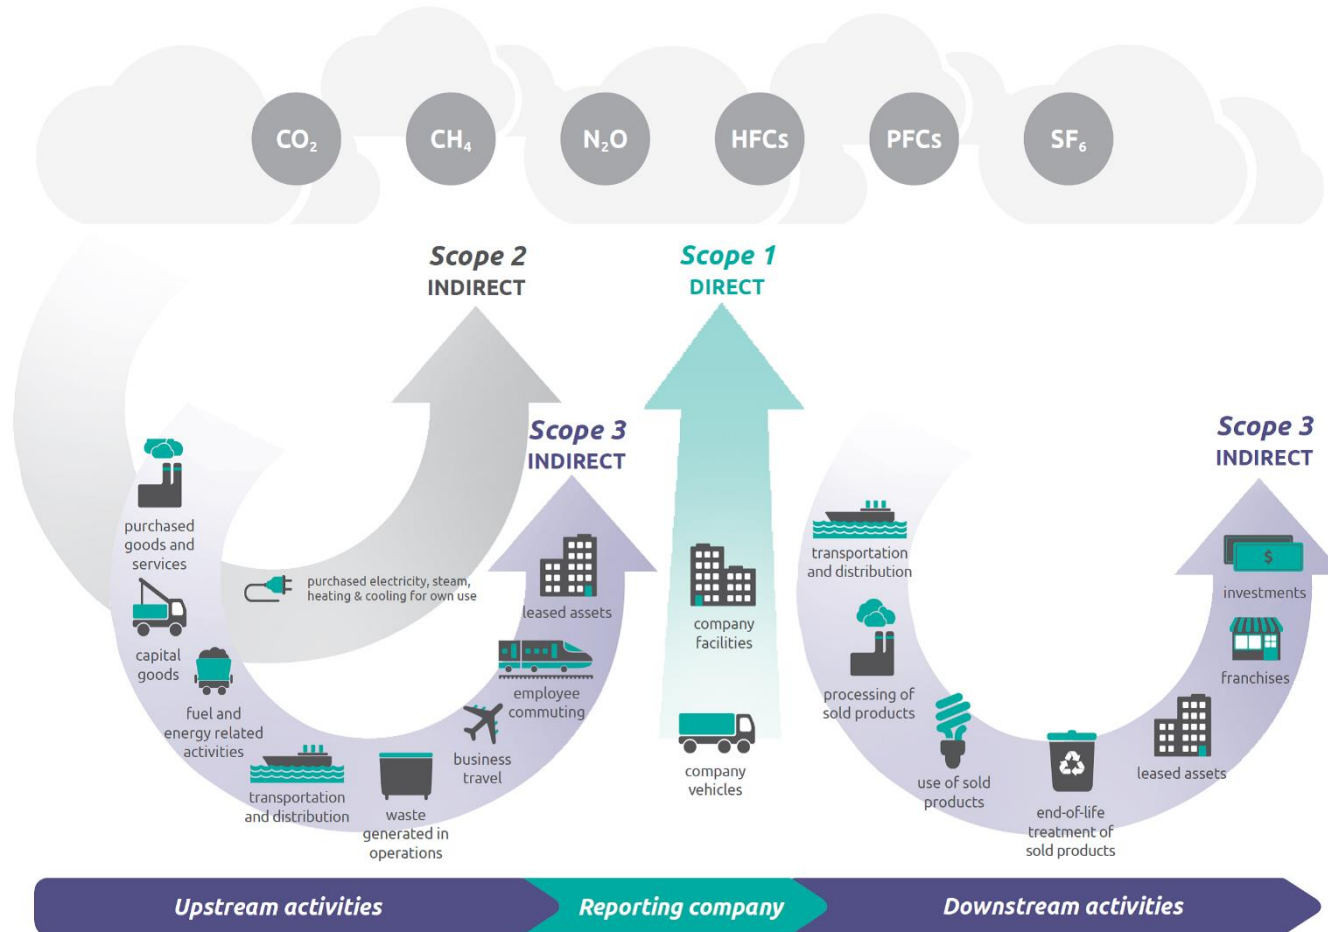 CO₂
CH₄
N₂O
HFCs
PFCs
SF₆
Scope 2
INDIRECT
Scope 1
DIRECT
Scope 3
INDIRECT
Scope 3
INDIRECT
purchased
goods and
services
capital
goods
fuel and
energy related
activities
transportation
and distribution
waste
generated in
operations
business
travel
employee
commuting
leased assets
purchased electricity, steam,
heating & cooling for own use
company
facilities
company
vehicles
transportation
and distribution
processing of
sold products
use of sold
products
end-of-life
treatment of
sold products
leased assets
franchises
$
investments
Upstream activities
Reporting company
Downstream activities